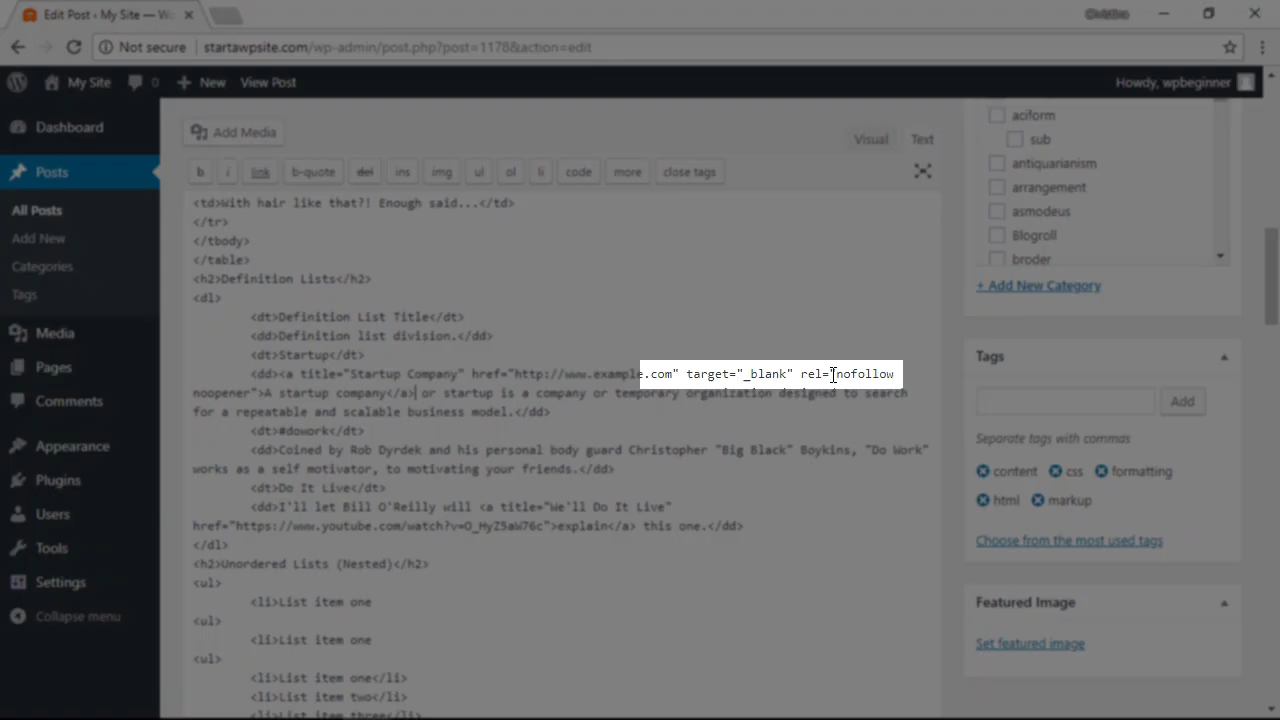 Edit Post ‹ My Site — Wo
Not secure startawpsite.com/wp-admin/post.php?post=1178&action=edit
My Site 0 New View Post Howdy, wpbeginner
Dashboard
Posts
All Posts
Add New
Categories
Tags
Media
Pages
Comments
Appearance
Plugins
Users
Tools
Settings
Collapse menu
Add Media
Visual Text
b i link b-quote del ins img ul ol li code more close tags
<td>With hair like that?! Enough said...</td>
</tr>
</tbody>
</table>
<h2>Definition Lists</h2>
<dl>
<dt>Definition List Title</dt>
<dd>Definition list division.</dd>
<dt>Startup</dt>
<dd><a title="Startup Company" href="http://www.example.com" target="_blank" rel="nofollow
noopener">A startup company</a> or startup is a company or temporary organization designed to search
for a repeatable and scalable business model.</dd>
<dt>#dowork</dt>
<dd>Coined by Rob Dyrdek and his personal body guard Christopher "Big Black" Boykins, "Do Work"
works as a self motivator, to motivating your friends.</dd>
<dt>Do It Live</dt>
<dd>I'll let Bill O'Reilly will <a title="We'll Do It Live"
href="https://www.youtube.com/watch?v=O_HyZ5aW76c">explain</a> this one.</dd>
</dl>
<h2>Unordered Lists (Nested)</h2>
<ul>
<li>List item one
<ul>
<li>List item one
<ul>
<li>List item one</li>
<li>List item two</li>
<li>List item three</li>
aciform
sub
antiquarianism
arrangement
asmodeus
Blogroll
broder
+ Add New Category
Tags
Add
Separate tags with commas
content css formatting
html markup
Choose from the most used tags
Featured Image
Set featured image